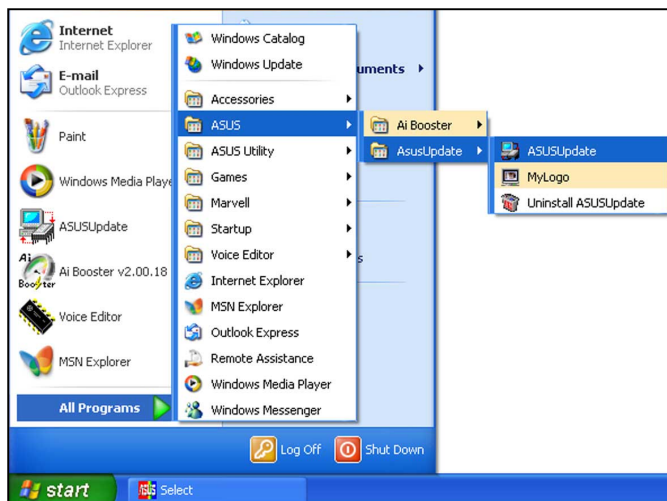 Internet
Internet Explorer
E-mail
Outlook Express
Paint
Windows Media Playe
ASUSUpdate
Ai Booster v2.00.18
Voice Editor
MSN Explorer
All Programs
Windows Catalog
Windows Update
Accessories
ASUS
ASUS Utility
Games
Marvell
Startup
Voice Editor
Internet Explorer
MSN Explorer
Outlook Express
Remote Assistance
Windows Media Player
Windows Messenger
uments
s
Ai Booster
AsusUpdate
ASUSUpdate
MyLogo
Uninstall ASUSUpdate
Log Off
Shut Down
start
ASUS
Select